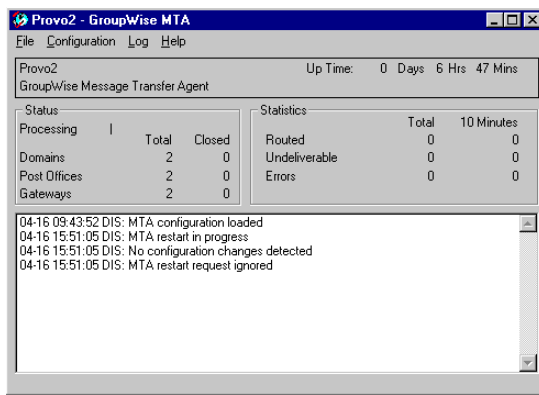 Provo2 - GroupWise MTA
File Configuration Log Help
Provo2 Up Time: 0 Days 6 Hrs 47 Mins
GroupWise Message Transfer Agent
Status
Processing |
Total Closed
Domains 2 0
Post Offices 2 0
Gateways 2 0
Statistics
Total 10 Minutes
Routed 0 0
Undeliverable 0 0
Errors 0 0
04-16 09:43:52 DIS: MTA configuration loaded
04-16 15:51:05 DIS: MTA restart in progress
04-16 15:51:05 DIS: No configuration changes detected
04-16 15:51:05 DIS: MTA restart request ignored